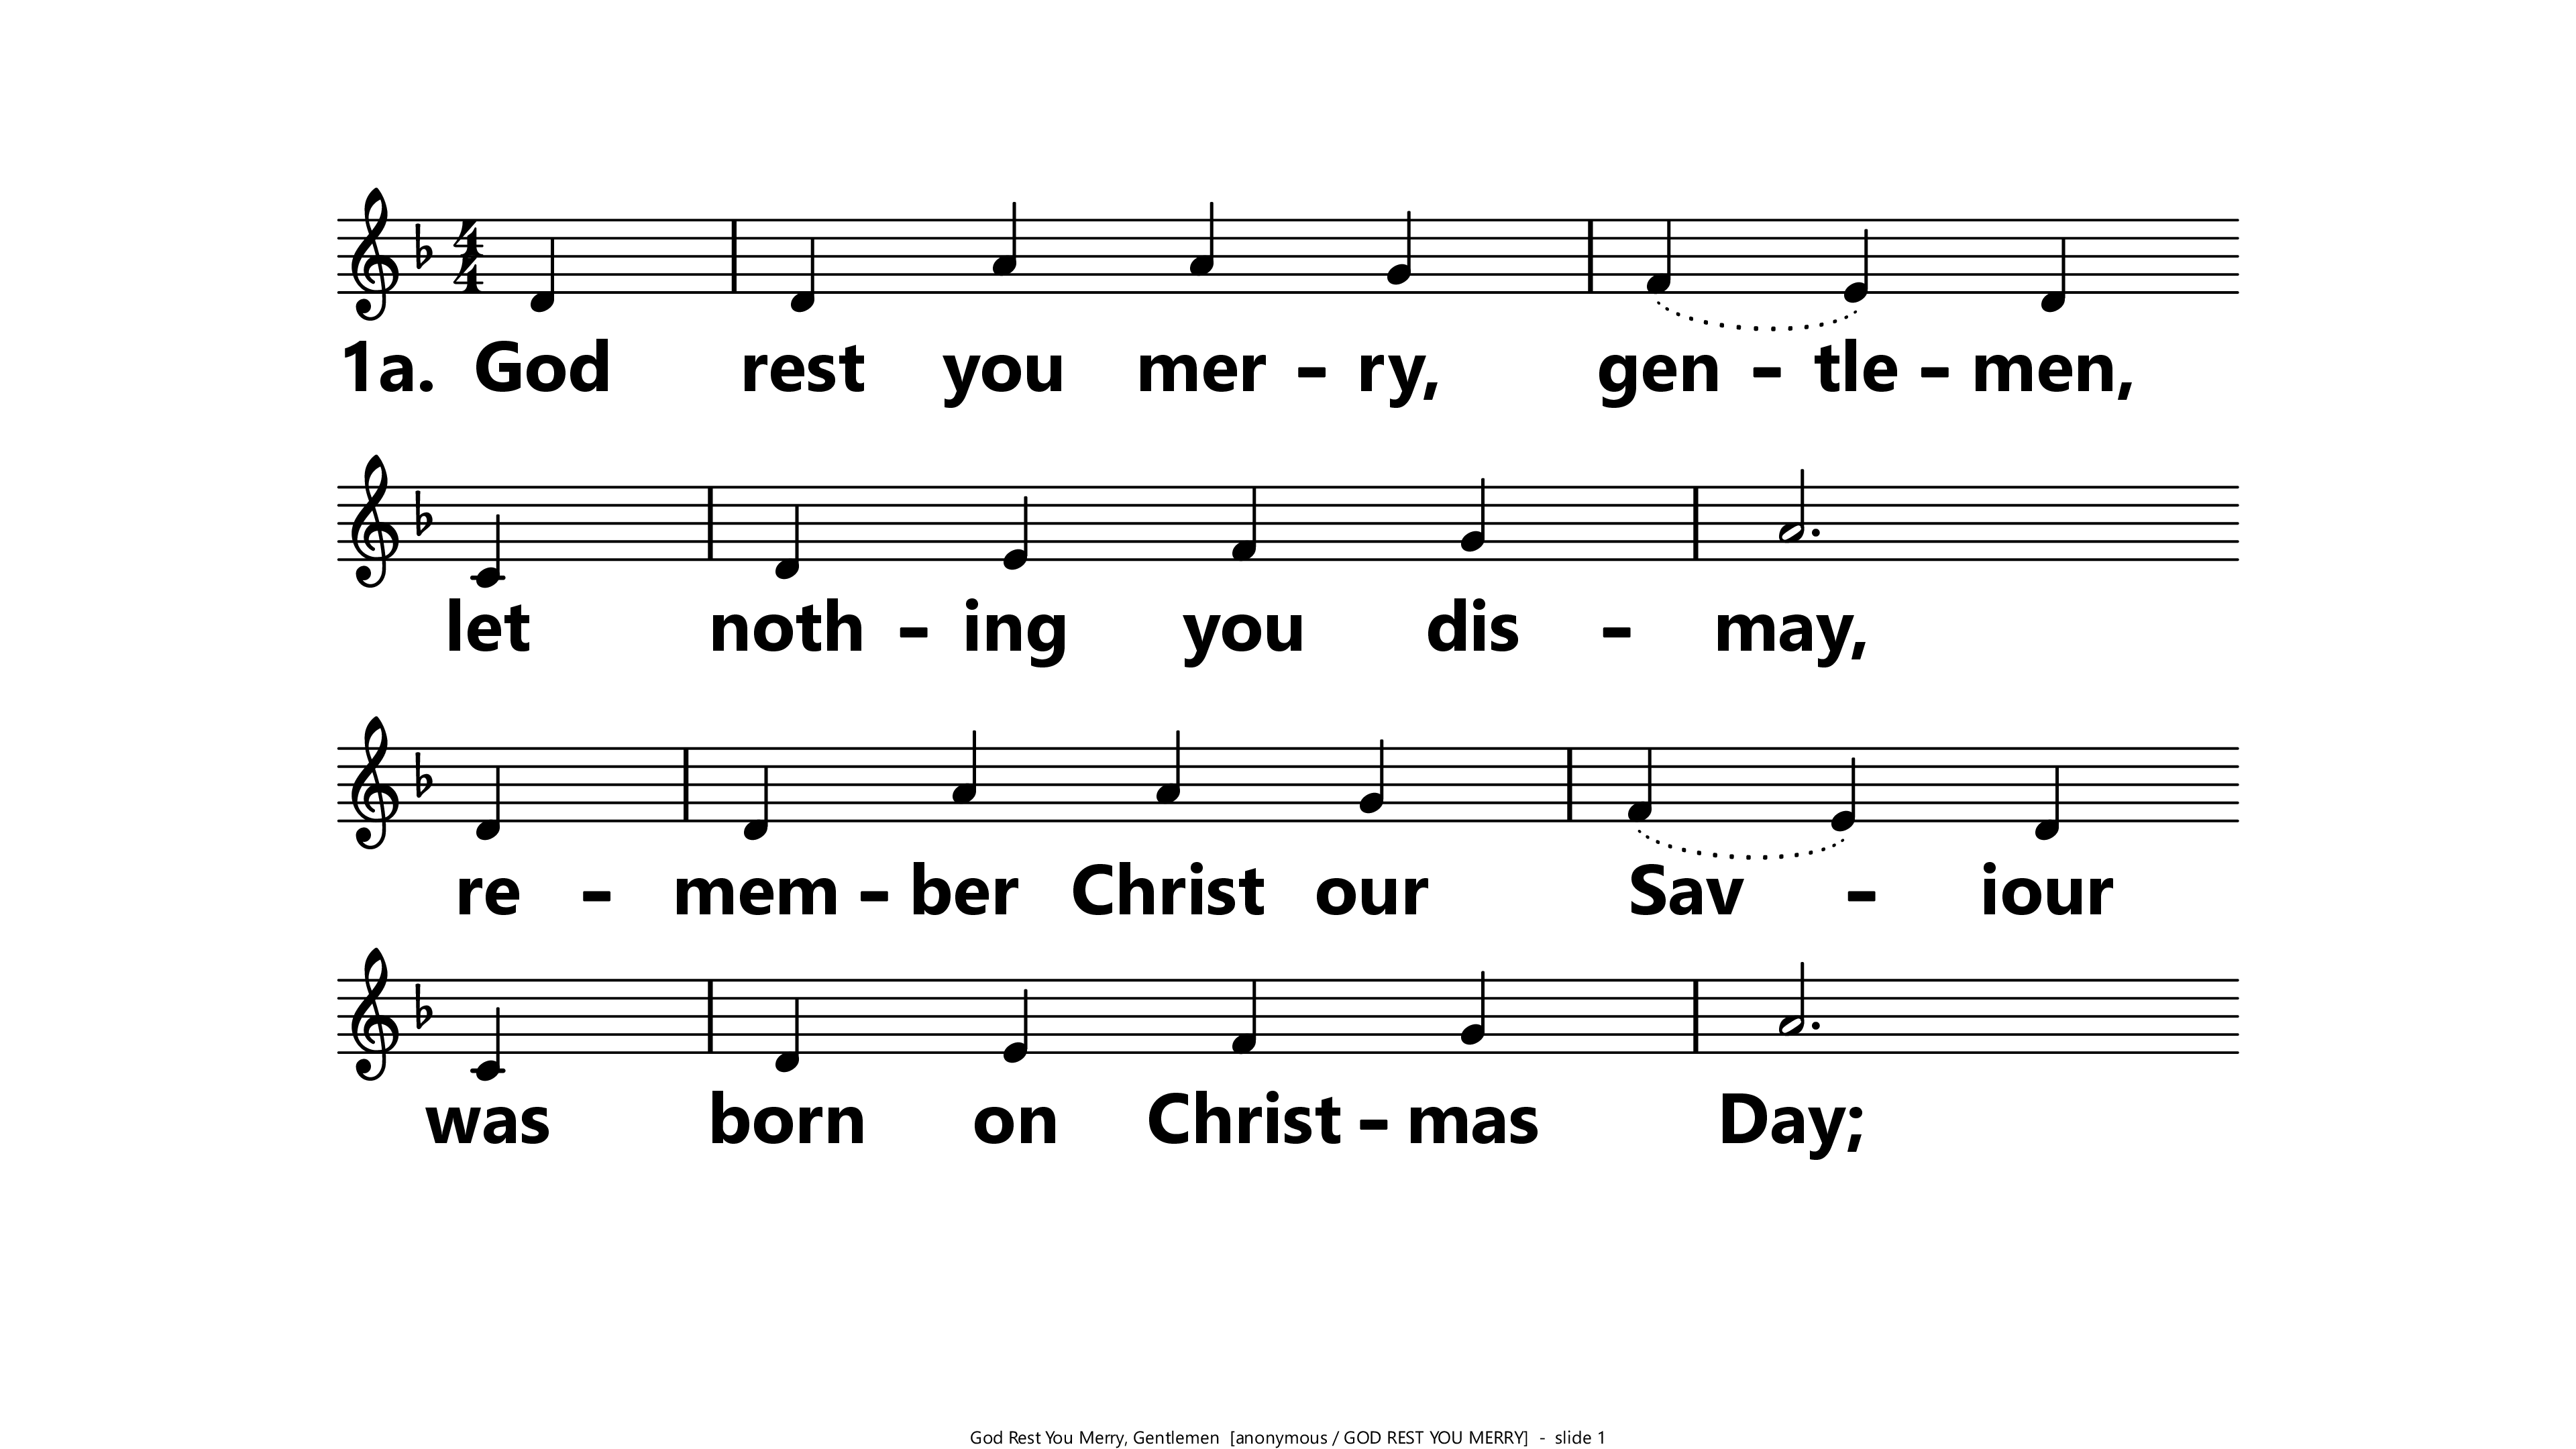 1a. God rest you mer - ry, gen - tle - men,
let noth - ing you dis - may,
re - mem - ber Christ our Sav - iour
was born on Christ - mas Day;
God Rest You Merry, Gentlemen [anonymous / GOD REST YOU MERRY] - slide 1